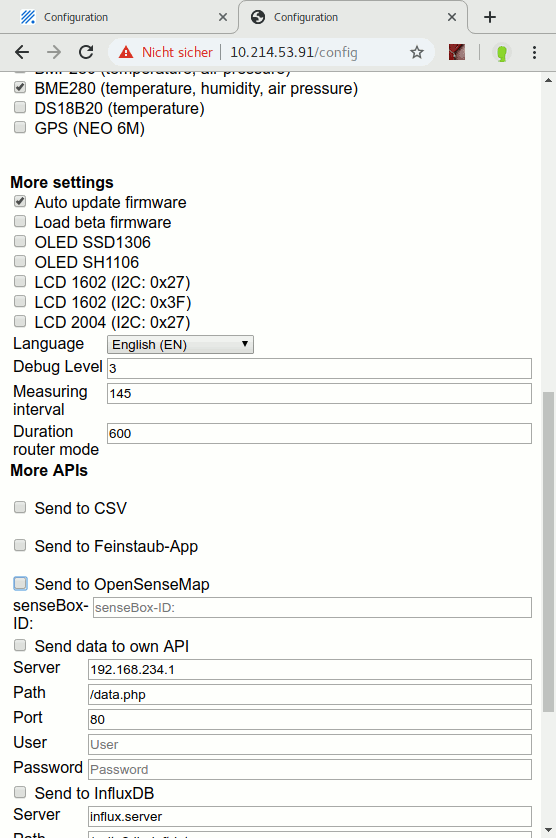 Configuration
Configuration
Nicht sicher 10.214.53.91/config
BMP280 (temperature, air pressure)
BME280 (temperature, humidity, air pressure)
DS18B20 (temperature)
GPS (NEO 6M)
More settings
Auto update firmware
Load beta firmware
OLED SSD1306
OLED SH1106
LCD 1602 (I2C: 0x27)
LCD 1602 (I2C: 0x3F)
LCD 2004 (I2C: 0x27)
Language English (EN)
Debug Level 3
Measuring interval 145
Duration router mode 600
More APIs
Send to CSV
Send to Feinstaub-App
Send to OpenSenseMap
senseBox-ID: senseBox-ID:
Send data to own API
Server 192.168.234.1
Path /data.php
Port 80
User User
Password Password
Send to InfluxDB
Server influx.server
Path